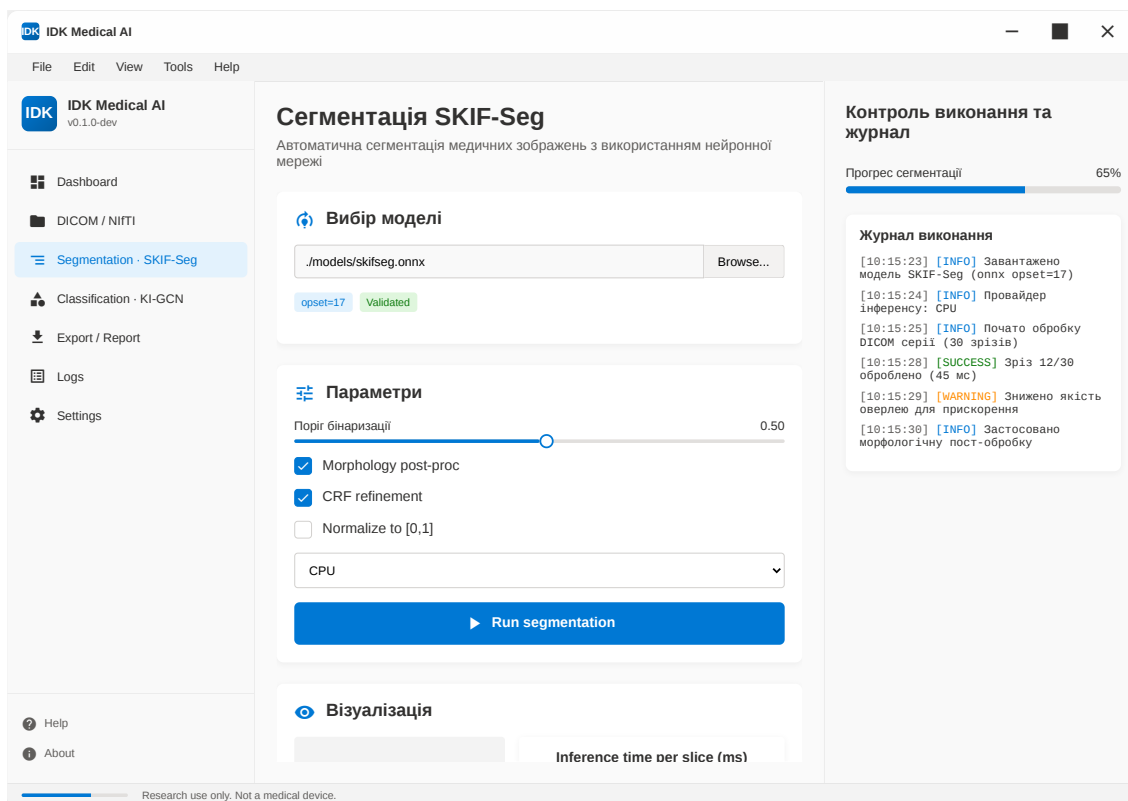 IDK IDK Medical AI
File Edit View Tools Help
IDK
IDK Medical AI
v0.1.0-dev
Dashboard
DICOM / NIfTI
Segmentation · SKIF-Seg
Classification · KI-GCN
Export / Report
Logs
Settings
Help
About
Сегментація SKIF-Seg
Автоматична сегментація медичних зображень з використанням нейронної
мережі
Вибір моделі
./models/skifseg.onnx
Browse...
opset=17 Validated
Параметри
Поріг бінаризації 0.50
Morphology post-proc
CRF refinement
Normalize to [0,1]
CPU
Run segmentation
Візуалізація
Inference time per slice (ms)
Контроль виконання та
журнал
Прогрес сегментації 65%
Журнал виконання
[10:15:23] [INFO] Завантажено
модель SKIF-Seg (onnx opset=17)
[10:15:24] [INFO] Провайдер
інференсу: CPU
[10:15:25] [INFO] Почато обробку
DICOM серії (30 зрізів)
[10:15:28] [SUCCESS] Зріз 12/30
оброблено (45 мс)
[10:15:29] [WARNING] Знижено якість
оверлею для прискорення
[10:15:30] [INFO] Застосовано
морфологічну пост-обробку
Research use only. Not a medical device.